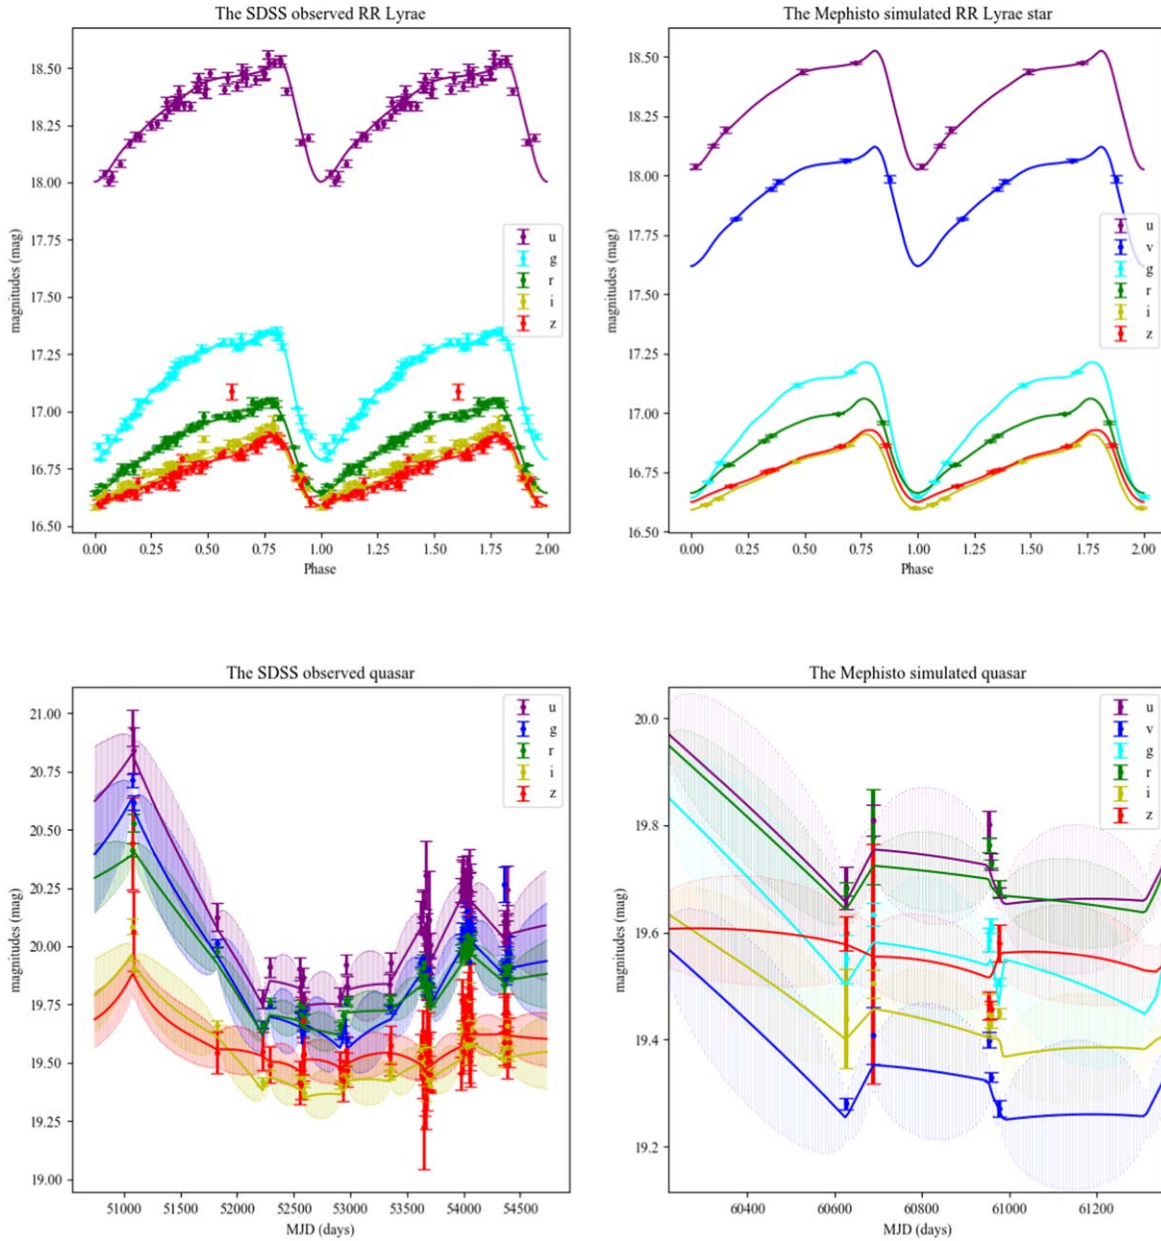 The SDSS observed RR Lyrae
magnitudes (mag)
18.50
18.25
18.00
17.75
17.50
17.25
17.00
16.75
16.50
u
g
r
i
z
0.00 0.25 0.50 0.75 1.00 1.25 1.50 1.75 2.00
Phase
The Mephisto simulated RR Lyrae star
magnitudes (mag)
18.50
18.25
18.00
17.75
17.50
17.25
17.00
16.75
16.50
u
v
g
r
i
z
0.00 0.25 0.50 0.75 1.00 1.25 1.50 1.75 2.00
Phase
The SDSS observed quasar
magnitudes (mag)
21.00
20.75
20.50
20.25
20.00
19.75
19.50
19.25
19.00
u
g
r
i
z
51000 51500 52000 52500 53000 53500 54000 54500
MJD (days)
The Mephisto simulated quasar
magnitudes (mag)
20.0
19.8
19.6
19.4
19.2
u
v
g
r
i
z
60400 60600 60800 61000 61200
MJD (days)